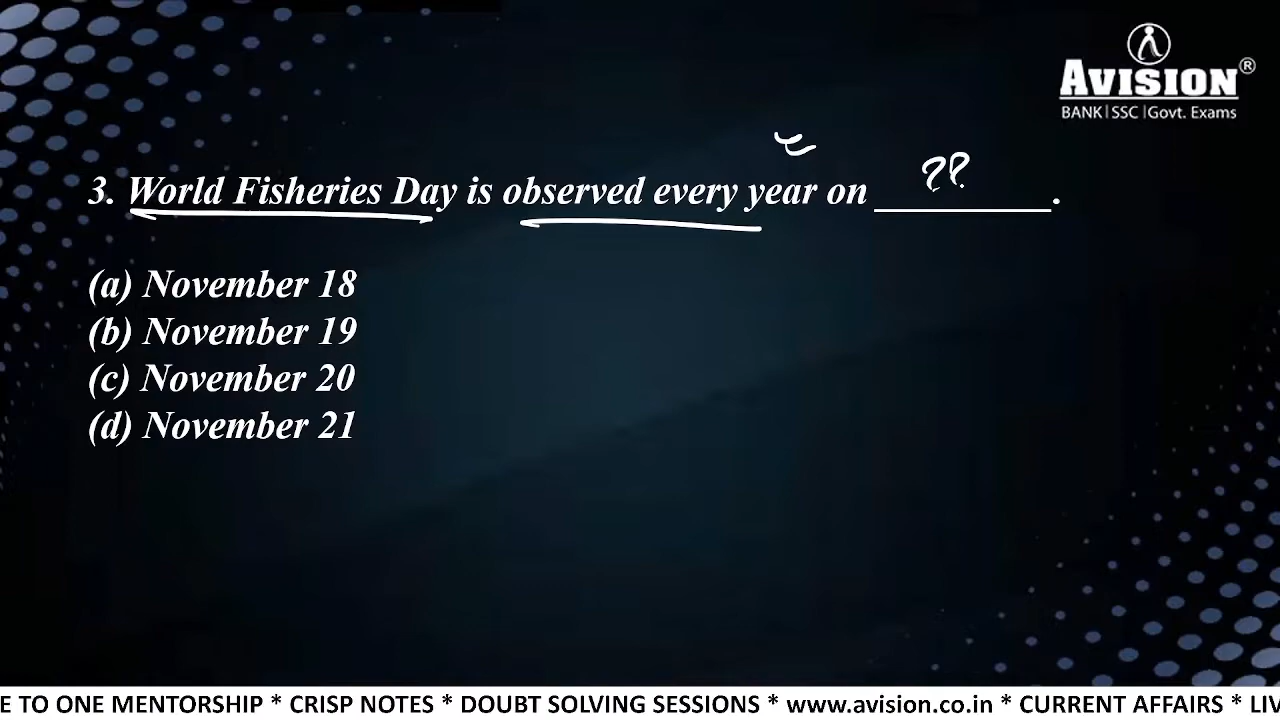 AVISION®
BANK|SSC|Govt. Exams
??
3. World Fisheries Day is observed every year on ________.
(a) November 18
(b) November 19
(c) November 20
(d) November 21
E TO ONE MENTORSHIP * CRISP NOTES * DOUBT SOLVING SESSIONS * www.avision.co.in * CURRENT AFFAIRS * LIV